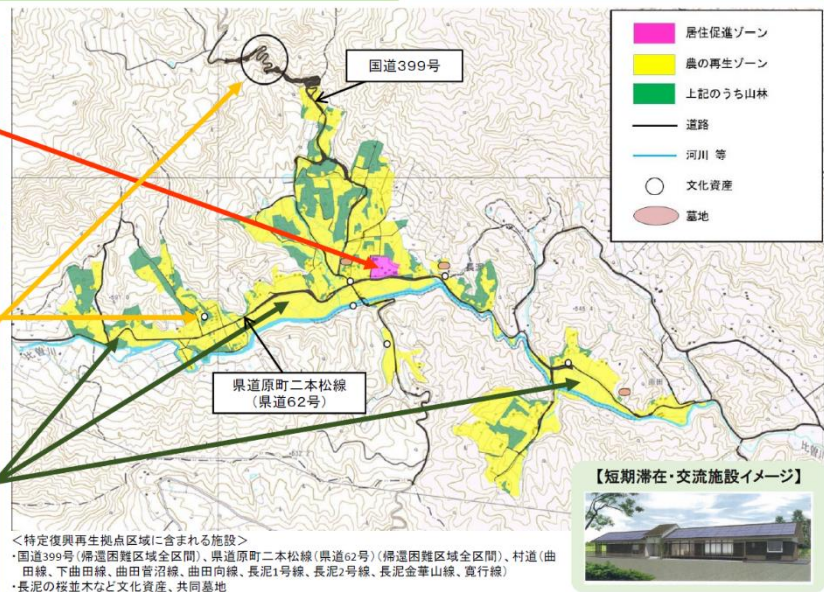 国道399号
居住促進ゾーン
農の再生ゾーン
上記のうち山林
道路
河川 等
文化資産
墓地
長泥
比曽川
県道原町二本松線
(県道62号)
【短期滞在・交流施設イメージ】
<特定復興再生拠点区域に含まれる施設>
・国道399号(帰還困難区域全区間)、県道原町二本松線(県道62号)(帰還困難区域全区間)、村道(曲
田線、下曲田線、曲田菅沼線、曲田向線、長泥1号線、長泥2号線、長泥金華山線、寛行線)
・長泥の桜並木など文化資産、共同墓地